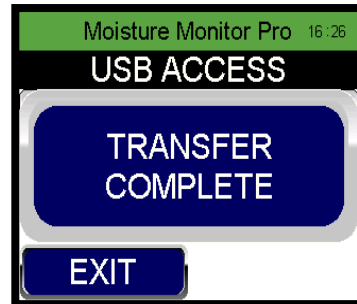 Moisture Monitor Pro 16:26
USB ACCESS
TRANSFER
COMPLETE
EXIT